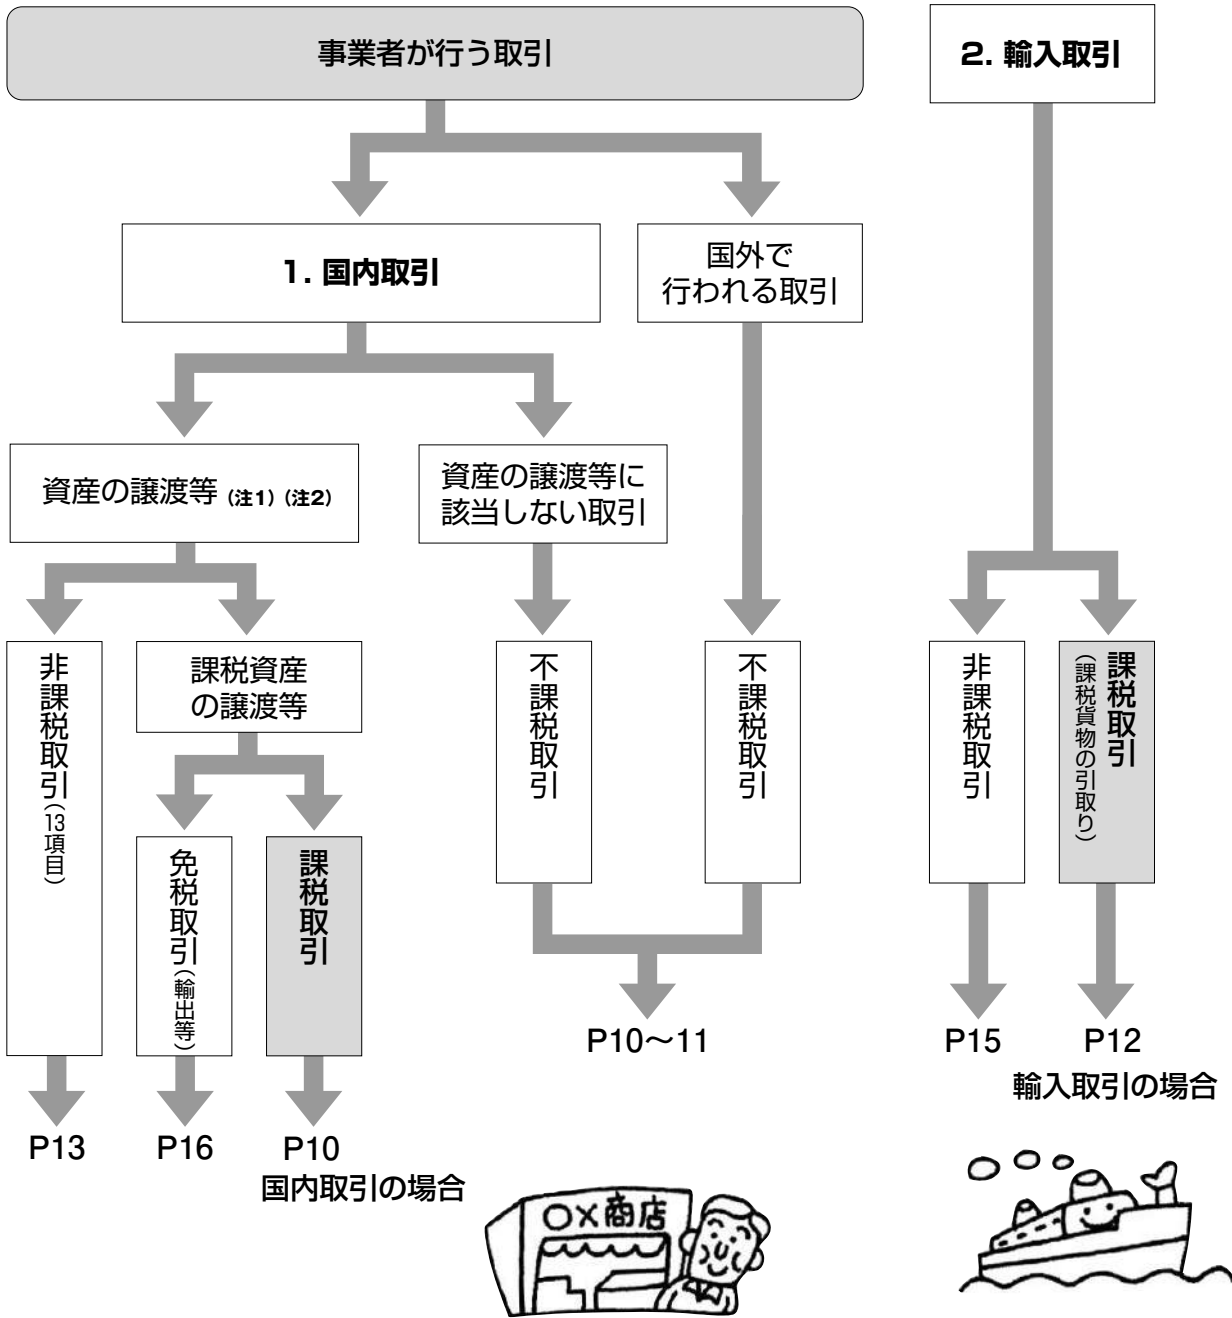 事業者が行う取引
2. 輸入取引
1. 国内取引
国外で
行われる取引
資産の譲渡等 (注1) (注2)
資産の譲渡等に
該当しない取引
非課税取引(13項目)
課税資産
の譲渡等
不課税取引
不課税取引
非課税取引
課税取引
(課税貨物の引取り)
免税取引(輸出等)
課税取引
P10〜11
P15
P12
輸入取引の場合
P13
P16
P10
国内取引の場合
○×商店